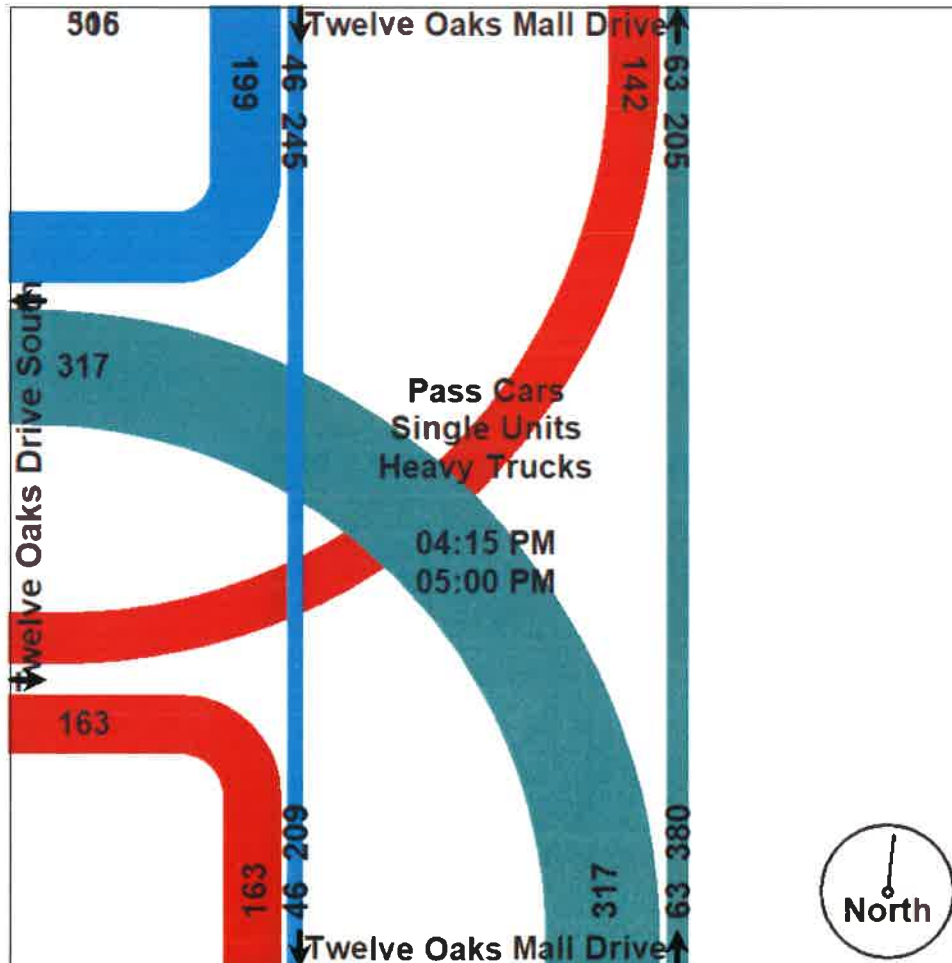 Twelve Oaks Mall Drive
199
46 245
142
63 205
Twelve Oaks Drive South
317
Pass Cars
Single Units
Heavy Trucks
04:15 PM
05:00 PM
163
163
46 209
317
63 380
North
Twelve Oaks Mall Drive